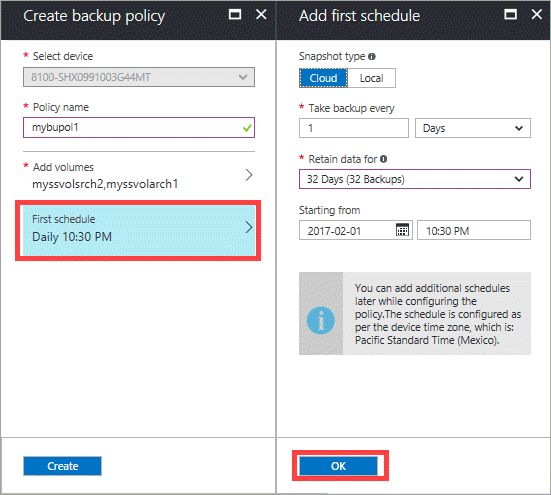 Create backup policy
* Select device
8100-SHX0991003G44MT
* Policy name
mybupol1
* Add volumes
myssvolsrch2,myssvolarch1
First schedule
Daily 10:30 PM
Create
Add first schedule
Snapshot type
Cloud Local
* Take backup every
1 Days
* Retain data for
32 Days (32 Backups)
Starting from
2017-02-01 10:30 PM
You can add additional schedules
later while configuring the
policy.The schedule is configured as
per the device time zone, which is:
Pacific Standard Time (Mexico).
OK